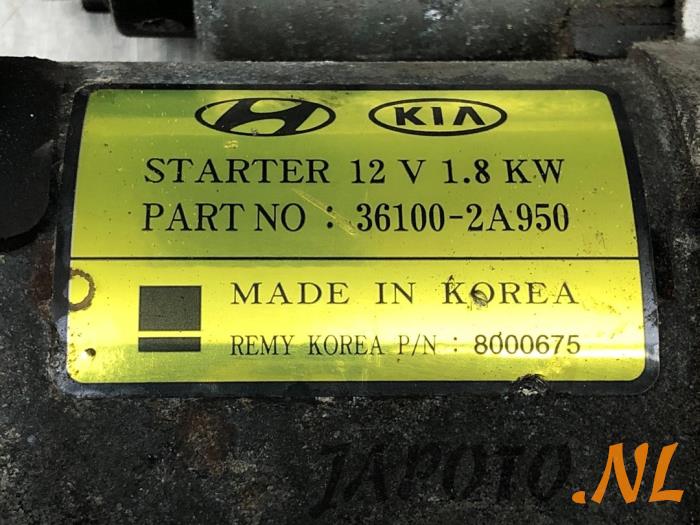 KIA
STARTER 12 V 1.8 KW
PART NO : 36100-2A950
MADE IN KOREA
REMY KOREA P/N : 8000675
JAPOTO.NL